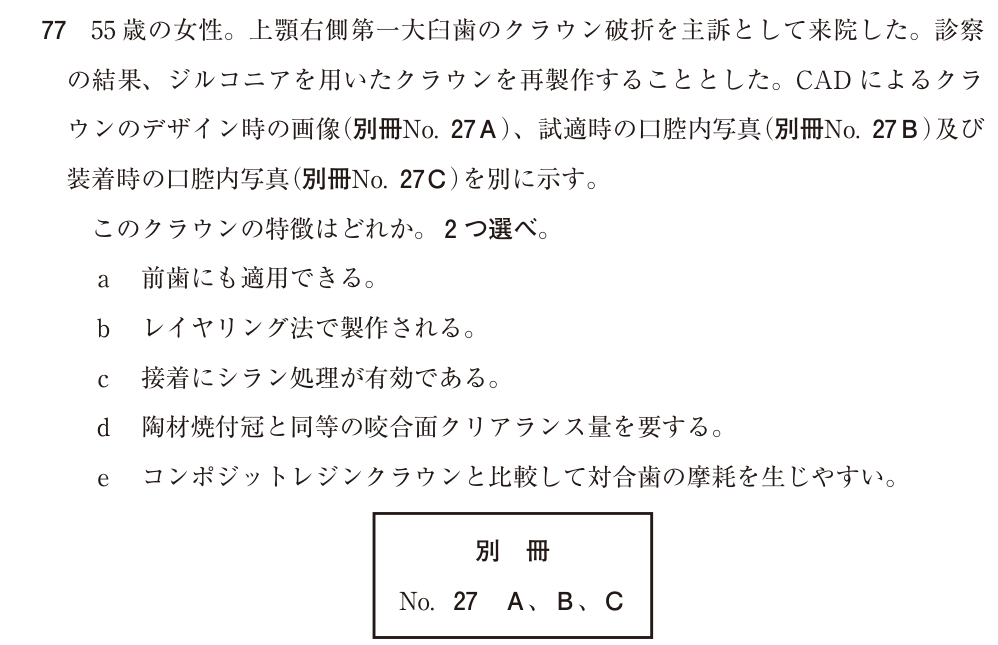 77 55歳の女性。上顎右側第一大臼歯のクラウン破折を主訴として来院した。診察
の結果、ジルコニアを用いたクラウンを再製作することとした。CADによるクラ
ウンのデザイン時の画像(別冊No. 27A)、試適時の口腔内写真(別冊No. 27B)及び
装着時の口腔内写真(別冊No. 27C)を別に示す。
このクラウンの特徴はどれか。2つ選べ。
a 前歯にも適用できる。
b レイヤリング法で製作される。
c 接着にシラン処理が有効である。
d 陶材焼付冠と同等の咬合面クリアランス量を要する。
e コンポジットレジンクラウンと比較して対合歯の摩耗を生じやすい。
別 冊
No. 27 A、B、C